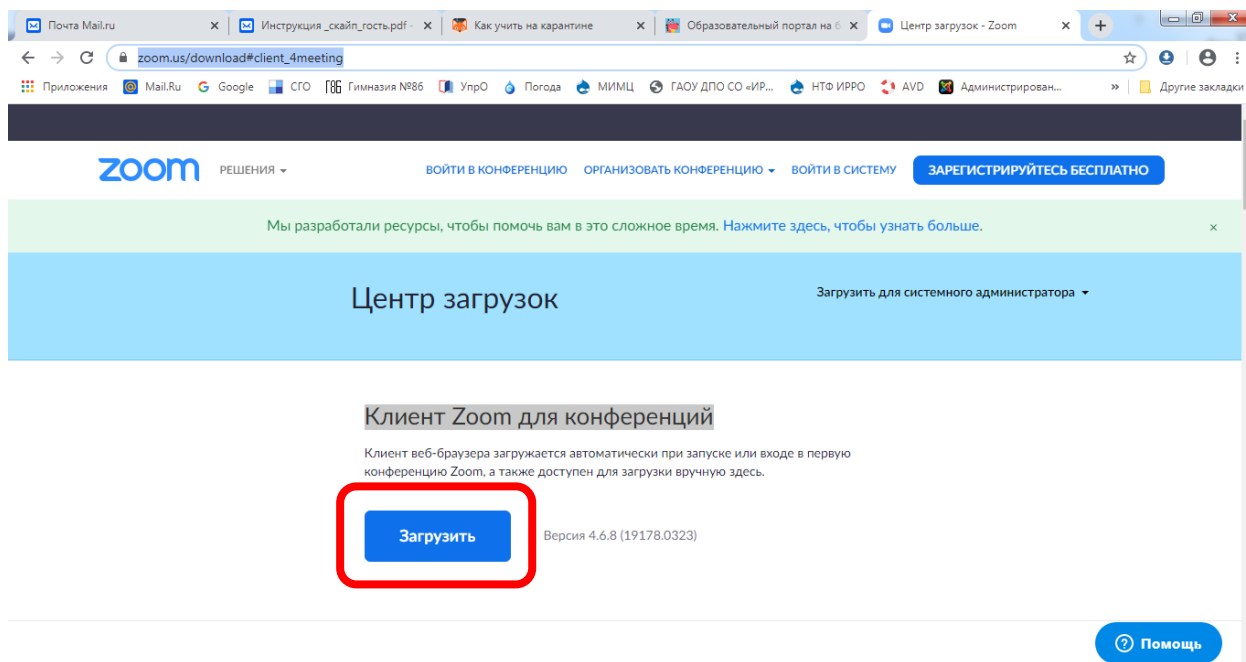 Почта Mail.ru
Инструкция _скайп_гость.pdf -
Как учить на карантине
Образовательный портал на б
Центр загрузок - Zoom
zoom.us/download#client_4meeting
Приложения Mail.Ru Google СГО Гимназия №86 УпрО Погода МИМЦ ГАОУ ДПО СО «ИР... НТФ ИРРО AVD Администрирован... » Другие закладки
zoom РЕШЕНИЯ ВОЙТИ В КОНФЕРЕНЦИЮ ОРГАНИЗОВАТЬ КОНФЕРЕНЦИЮ ВОЙТИ В СИСТЕМУ ЗАРЕГИСТРИРУЙТЕСЬ БЕСПЛАТНО
Мы разработали ресурсы, чтобы помочь вам в это сложное время. Нажмите здесь, чтобы узнать больше.
Центр загрузок
Загрузить для системного администратора
Клиент Zoom для конференций
Клиент веб-браузера загружается автоматически при запуске или входе в первую
конференцию Zoom, а также доступен для загрузки вручную здесь.
Загрузить
Версия 4.6.8 (19178.0323)
Помощь